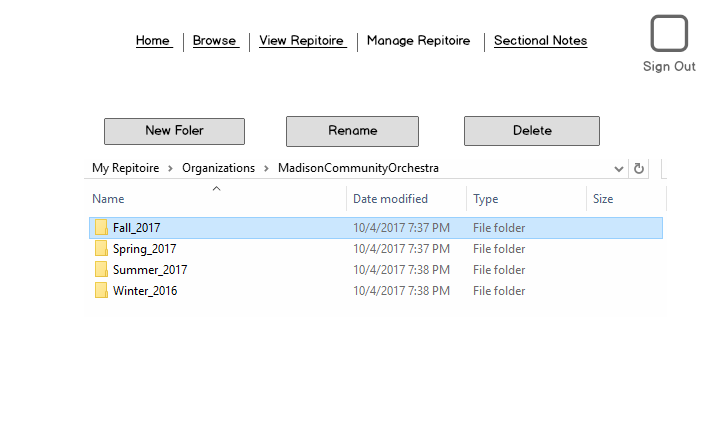 Home Browse View Repitoire Manage Repitoire Sectional Notes
Sign Out
New Foler Rename Delete
My Repitoire > Organizations > MadisonCommunityOrchestra
Name Date modified Type Size
Fall_2017 10/4/2017 7:37 PM File folder
Spring_2017 10/4/2017 7:37 PM File folder
Summer_2017 10/4/2017 7:38 PM File folder
Winter_2016 10/4/2017 7:38 PM File folder